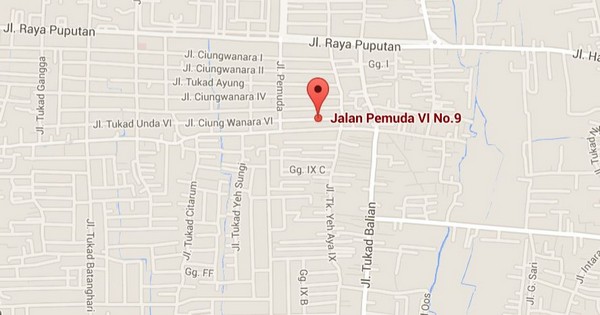 Jl. Raya Puputan
Jl. Raya Puputan
Jl. Ha
Jl. Ciungwanara I
Jl. Ciungwanara II
Gg. I
Jl. Tukad Ayung
Jl. Ciungwanara IV
Jl. Pemuda
Jl. Tukad Gangga
Jl. Tukad Unda VI
Jl. Ciung Wanara VI
Jalan Pemuda VI No.9
Jl. Tukad N
Gg. IX C
Jl. Tukad Batanghari
Jl. Tukad Citarum
Jl. Tukad Yeh Sungi
Jl. Tk. Yeh Aya IX
Jl. Tukad Balian
Gg. FF
Gg. IX B
Jl. G. Sari
Jl. Intara